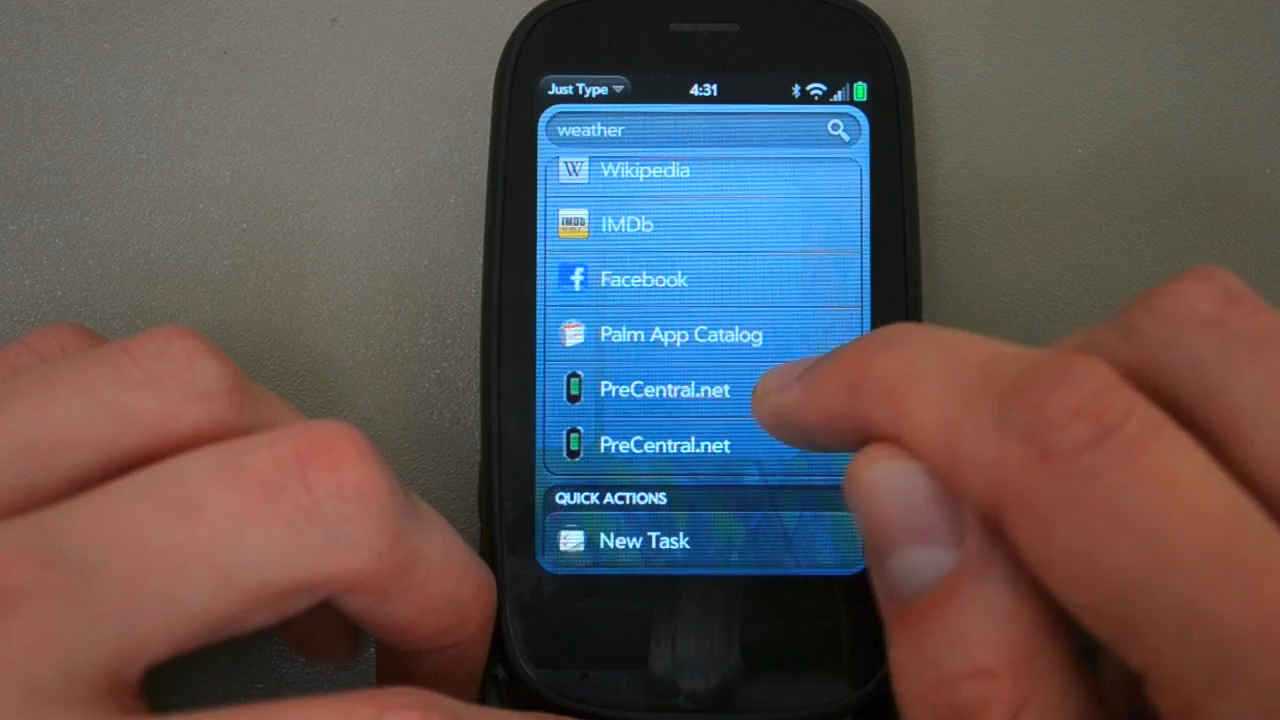 Just Type 4:31
weather
W Wikipedia
IMDb IMDb
f Facebook
Palm App Catalog
PreCentral.net
PreCentral.net
QUICK ACTIONS
New Task